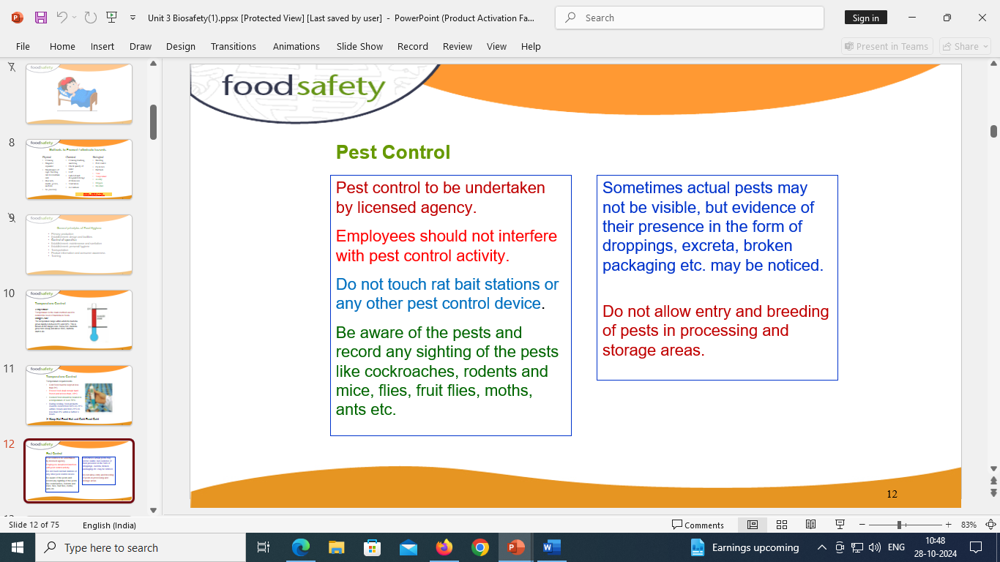 Unit 3 Biosafety(1).ppsx [Protected View] [Last saved by user] - PowerPoint (Product Activation Fa...
Search
Sign in
File Home Insert Draw Design Transitions Animations Slide Show Record Review View Help
Present in Teams
Share
7
8
9
10
11
12
foodsafety
Pest Control
Pest control to be undertaken
by licensed agency.
Employees should not interfere
with pest control activity.
Do not touch rat bait stations or
any other pest control device.
Be aware of the pests and
record any sighting of the pests
like cockroaches, rodents and
mice, flies, fruit flies, moths,
ants etc.
Sometimes actual pests may
not be visible, but evidence of
their presence in the form of
droppings, excreta, broken
packaging etc. may be noticed.
Do not allow entry and breeding
of pests in processing and
storage areas.
12
Slide 12 of 75
English (India)
Comments
83%
Type here to search
Earnings upcoming
ENG
10:48
28-10-2024